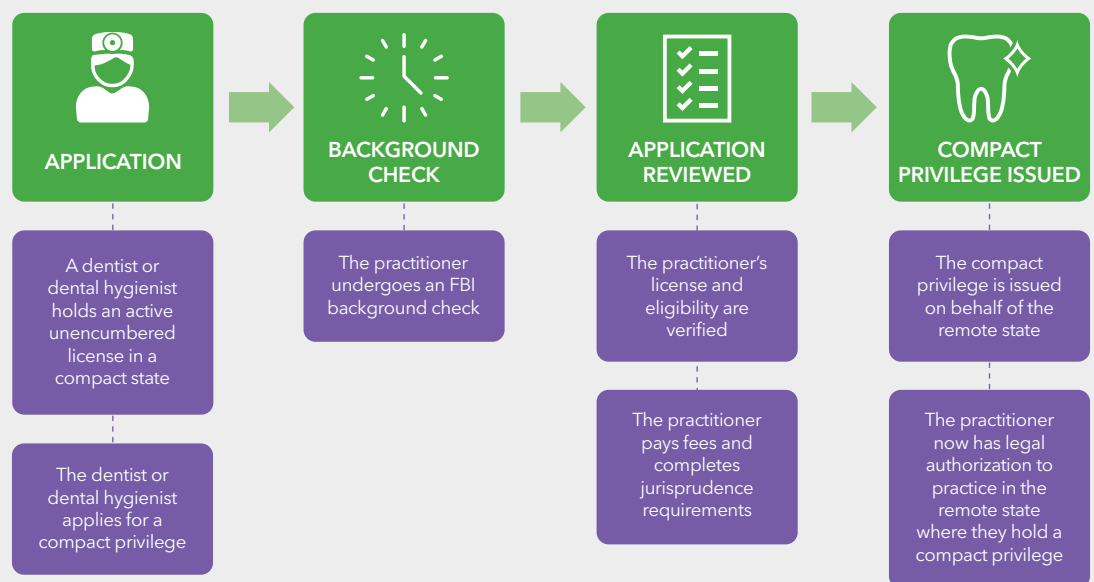 APPLICATION
A dentist or
dental hygienist
holds an active
unencumbered
license in a
compact state
The dentist or
dental hygienist
applies for a
compact privilege
BACKGROUND
CHECK
The practitioner
undergoes an FBI
background check
APPLICATION
REVIEWED
The practitioner’s
license and
eligibility are
verified
The practitioner
pays fees and
completes
jurisprudence
requirements
COMPACT
PRIVILEGE ISSUED
The compact
privilege is issued
on behalf of the
remote state
The practitioner
now has legal
authorization to
practice in the
remote state
where they hold a
compact privilege